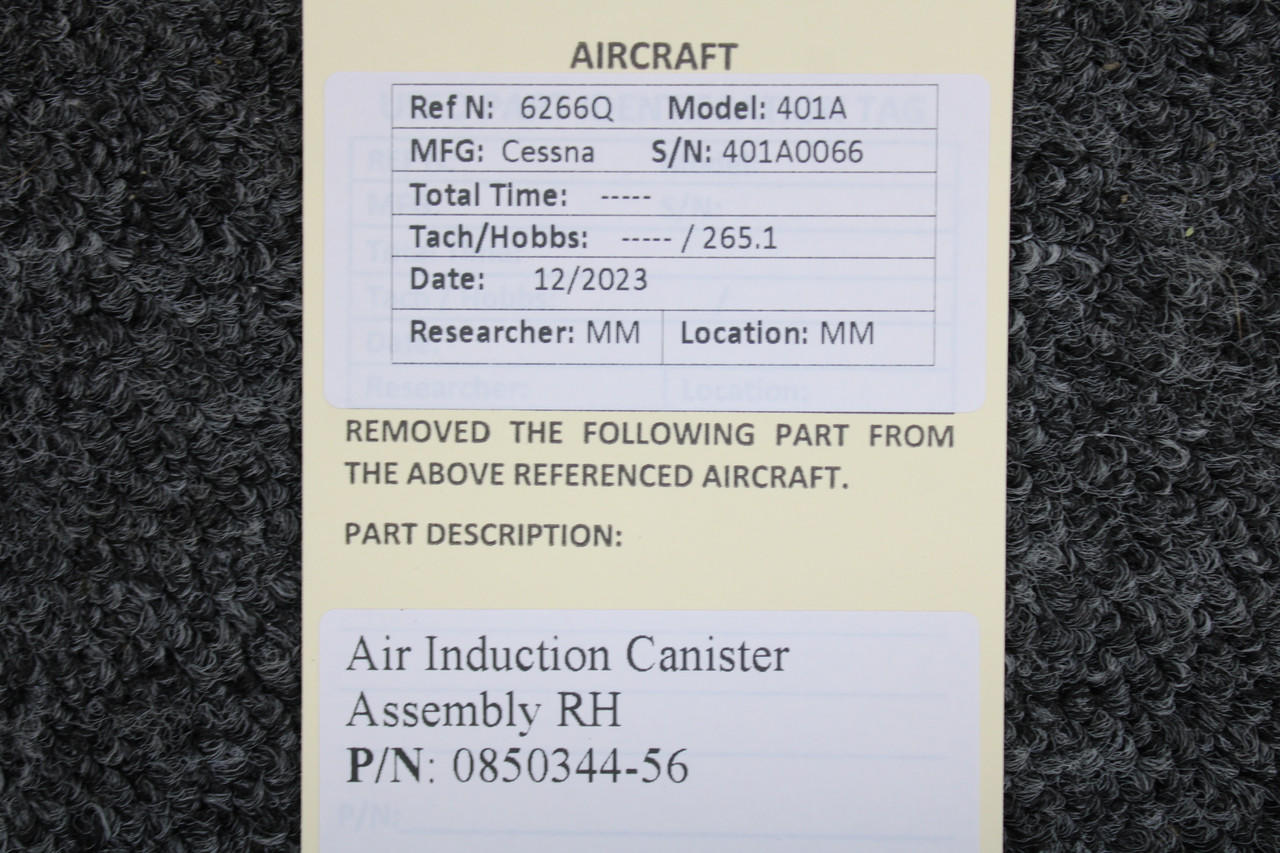 AIRCRAFT
Ref N: 6266Q Model: 401A
MFG: Cessna S/N: 401A0066
Total Time: -----
Tach/Hobbs: ----- / 265.1
Date: 12/2023
Researcher: MM Location: MM
REMOVED THE FOLLOWING PART FROM
THE ABOVE REFERENCED AIRCRAFT.
PART DESCRIPTION:
Air Induction Canister
Assembly RH
P/N: 0850344-56
P/N: